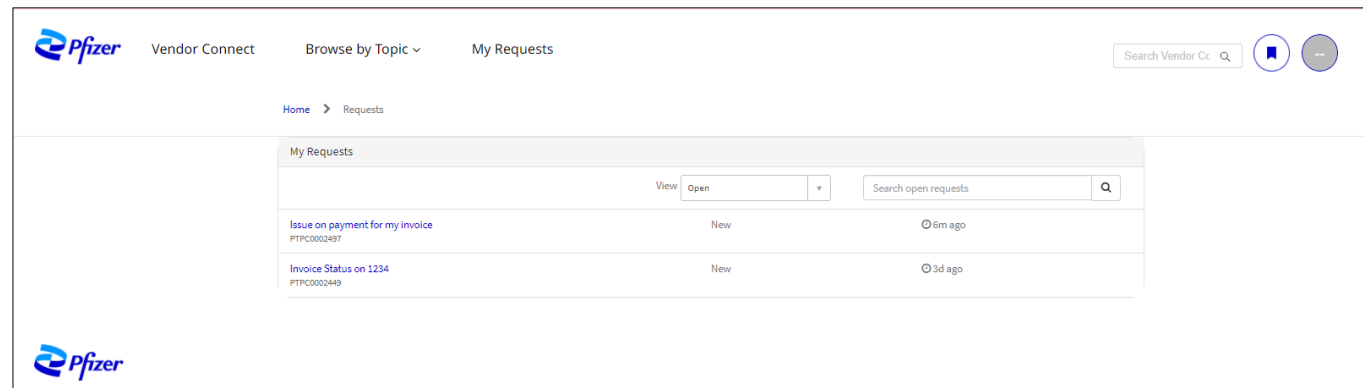 Pfizer Vendor Connect Browse by Topic My Requests Search Vendor Cc --
Home Requests
My Requests
View Open Search open requests
Issue on payment for my invoice New 6m ago
PTPC0002497
Invoice Status on 1234 New 3d ago
PTPC0002449
Pfizer